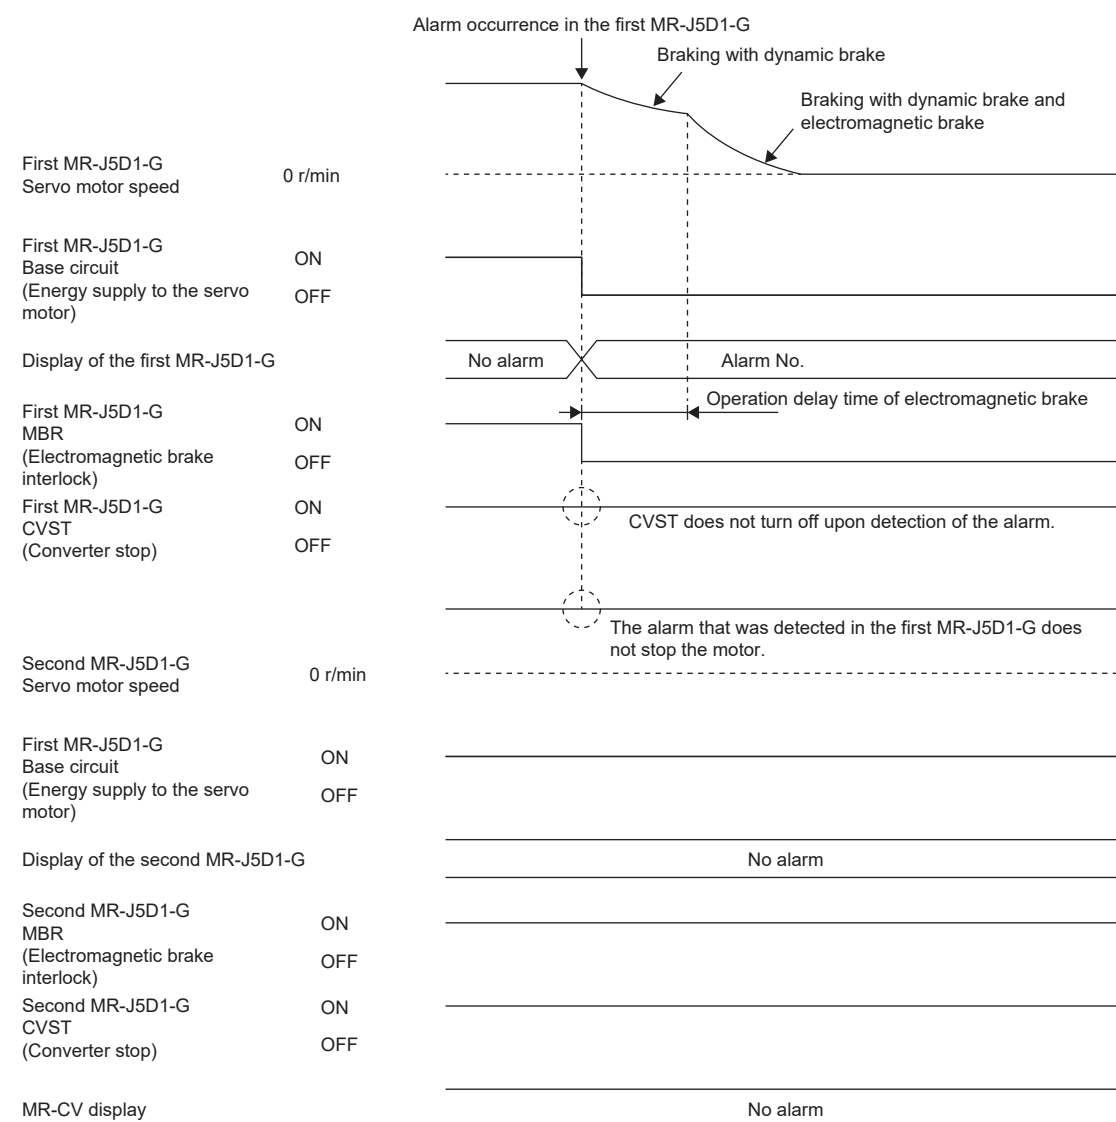 Alarm occurrence in the first MR-J5D1-G
Braking with dynamic brake
Braking with dynamic brake and
electromagnetic brake
First MR-J5D1-G
Servo motor speed
0 r/min
First MR-J5D1-G
Base circuit
(Energy supply to the servo
motor)
ON
OFF
Display of the first MR-J5D1-G
No alarm
Alarm No.
Operation delay time of electromagnetic brake
First MR-J5D1-G
MBR
(Electromagnetic brake
interlock)
ON
OFF
First MR-J5D1-G
CVST
(Converter stop)
ON
OFF
CVST does not turn off upon detection of the alarm.
The alarm that was detected in the first MR-J5D1-G does
not stop the motor.
Second MR-J5D1-G
Servo motor speed
0 r/min
First MR-J5D1-G
Base circuit
(Energy supply to the servo
motor)
ON
OFF
Display of the second MR-J5D1-G
No alarm
Second MR-J5D1-G
MBR
(Electromagnetic brake
interlock)
ON
OFF
Second MR-J5D1-G
CVST
(Converter stop)
ON
OFF
MR-CV display
No alarm